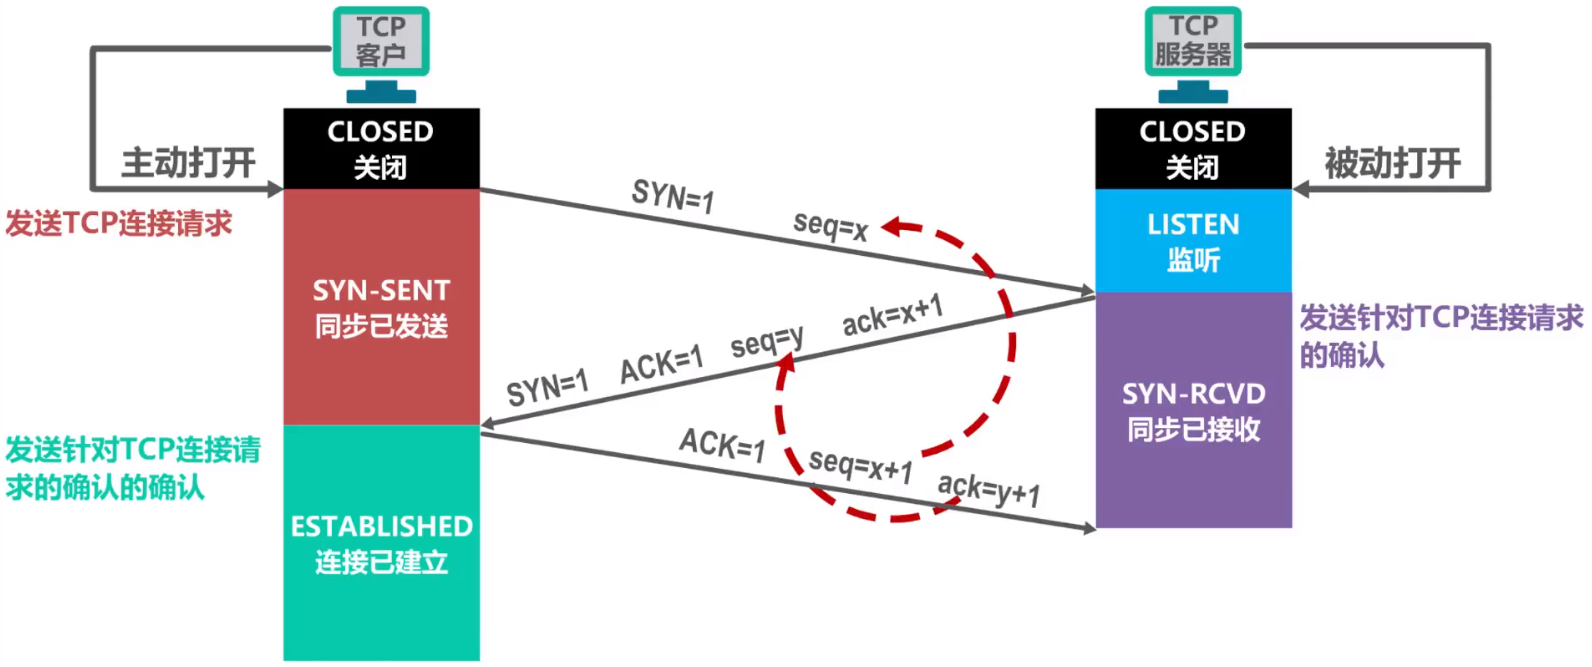 TCP
客户
TCP
服务器
CLOSED
关闭
CLOSED
关闭
主动打开
被动打开
发送TCP连接请求
SYN=1 seq=x
LISTEN
监听
SYN-SENT
同步已发送
SYN=1 ACK=1 seq=y ack=x+1
发送针对TCP连接请求
的确认
SYN-RCVD
同步已接收
发送针对TCP连接请
求的确认的确认
ACK=1 seq=x+1 ack=y+1
ESTABLISHED
连接已建立